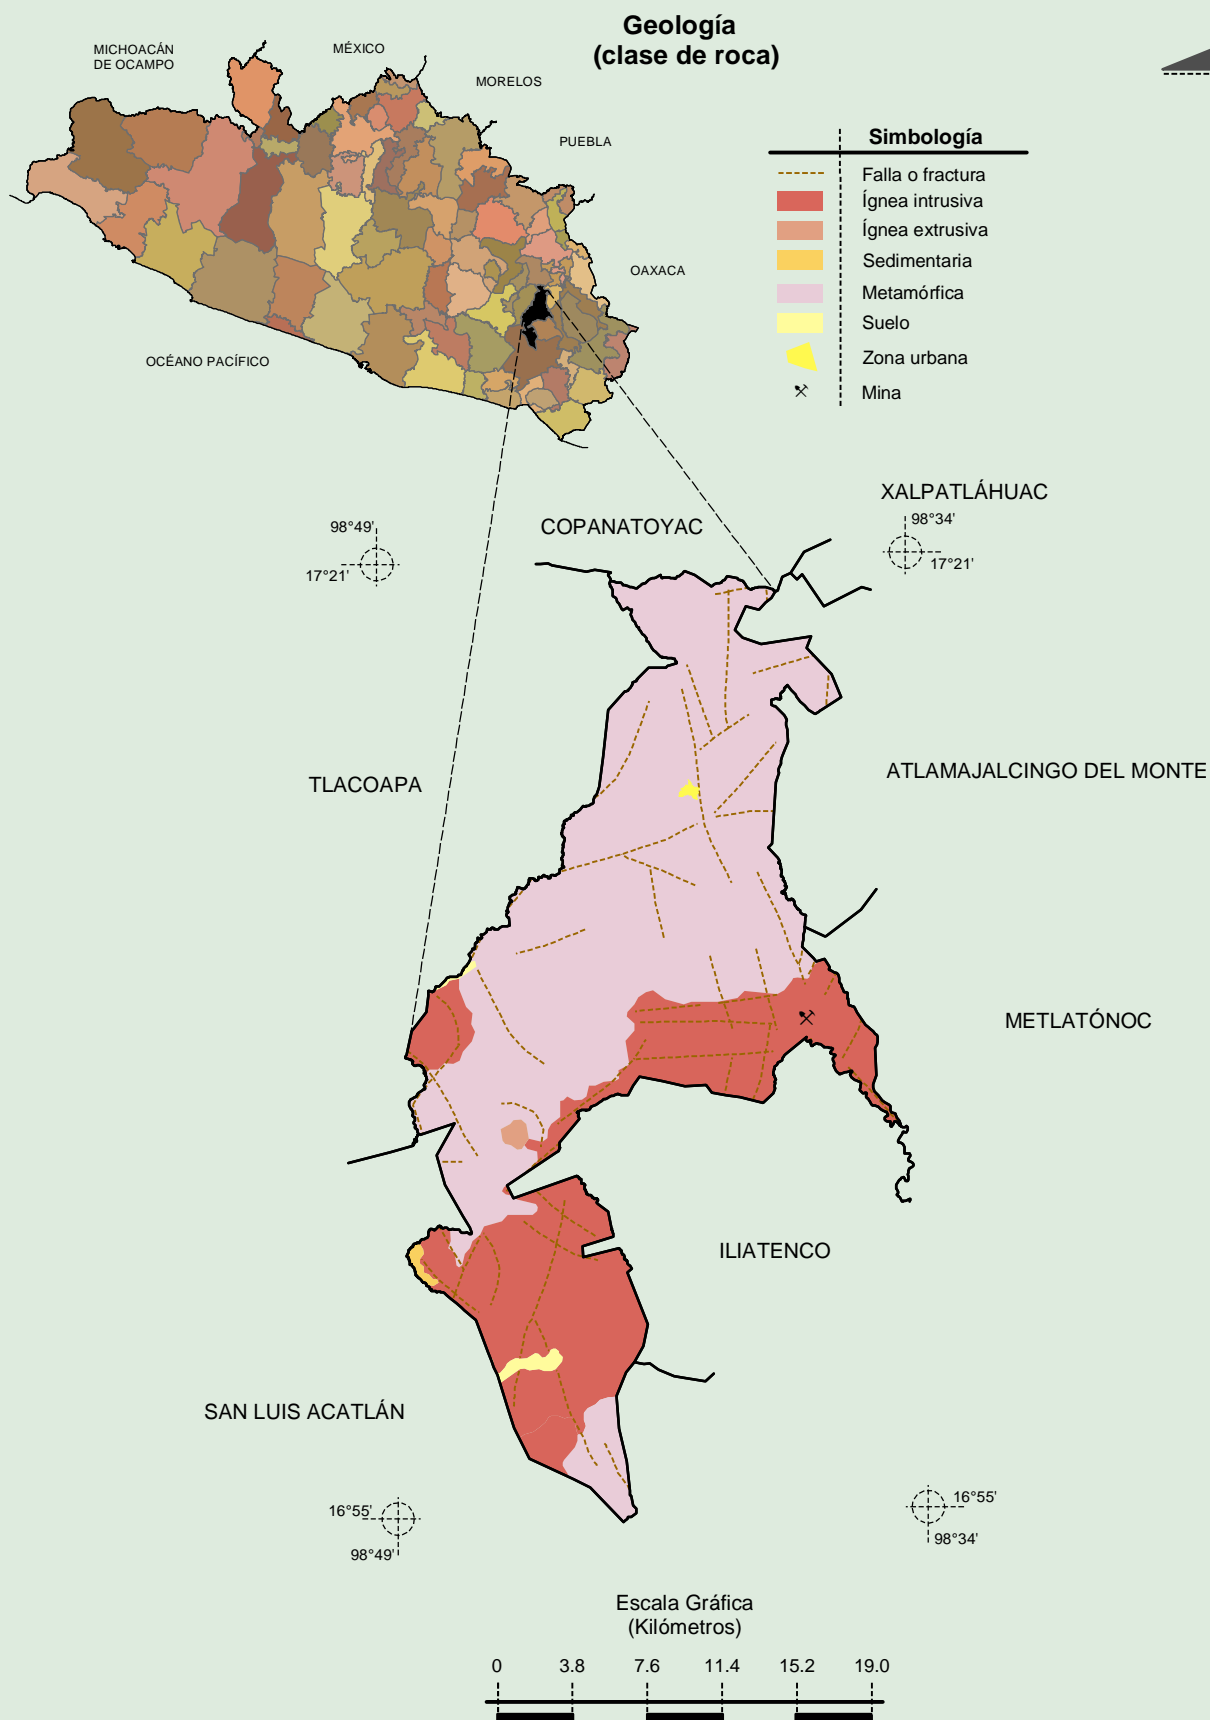 Geología
(clase de roca)
MICHOACÁN
DE OCAMPO
MÉXICO
MORELOS
PUEBLA
OAXACA
OCÉANO PACÍFICO
Simbología
Falla o fractura
Ígnea intrusiva
Ígnea extrusiva
Sedimentaria
Metamórfica
Suelo
Zona urbana
Mina
XALPATLÁHUAC
COPANATOYAC
98°49'
17°21'
98°34'
17°21'
TLACOAPA
ATLAMAJALCINGO DEL MONTE
METLATÓNOC
ILIATENCO
SAN LUIS ACATLÁN
16°55'
98°49'
16°55'
98°34'
Escala Gráfica
(Kilómetros)
0 3.8 7.6 11.4 15.2 19.0